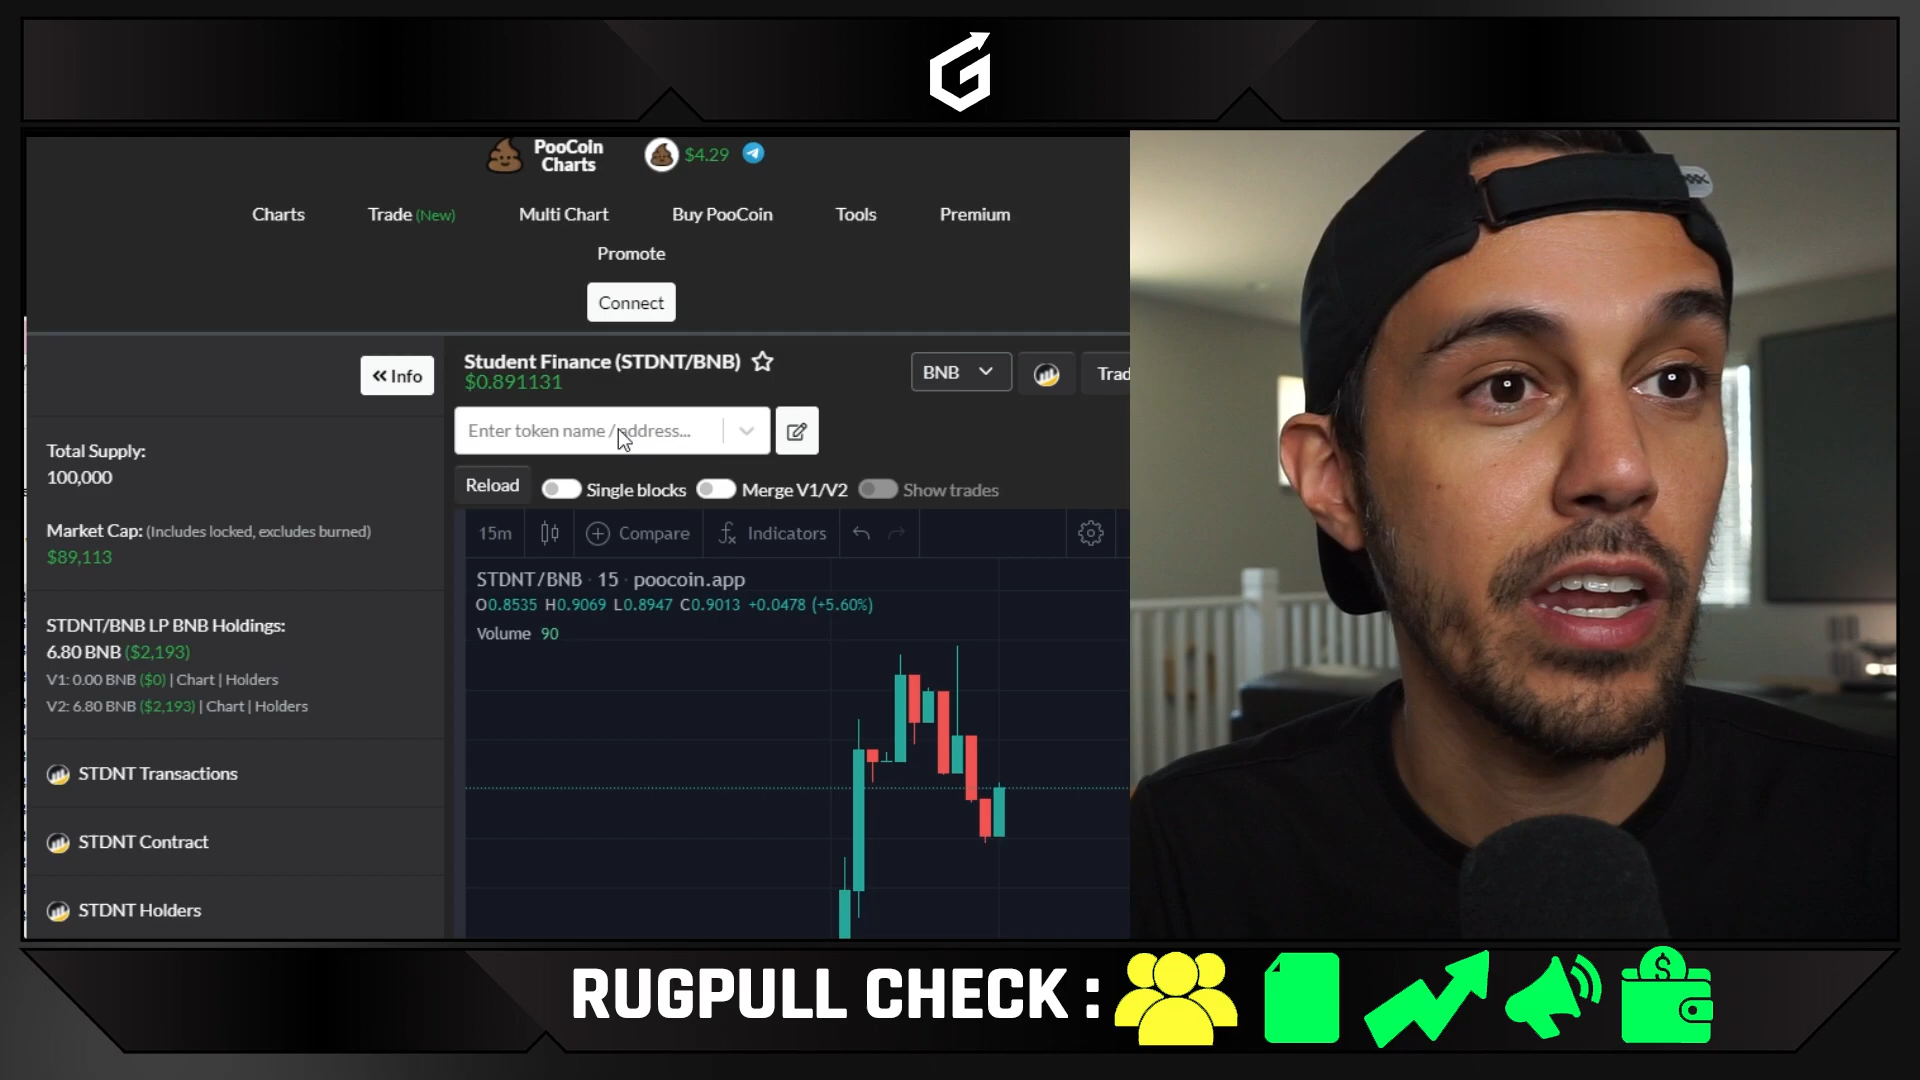 PooCoin
Charts
$4.29
Charts
Trade (New)
Multi Chart
Buy PooCoin
Tools
Premium
Promote
Connect
Info
Student Finance (STDNT/BNB)
$0.891131
BNB
Trad
Enter token name / address...
Reload
Single blocks
Merge V1/V2
Show trades
Total Supply:
100,000
Market Cap: (Includes locked, excludes burned)
$89,113
STDNT/BNB LP BNB Holdings:
6.80 BNB ($2,193)
V1: 0.00 BNB ($0) | Chart | Holders
V2: 6.80 BNB ($2,193) | Chart | Holders
STDNT Transactions
STDNT Contract
STDNT Holders
15m
Compare
Indicators
STDNT/BNB · 15 · poocoin.app
O0.8535 H0.9069 L0.8947 C0.9013 +0.0478 (+5.60%)
Volume 90
RUGPULL CHECK :